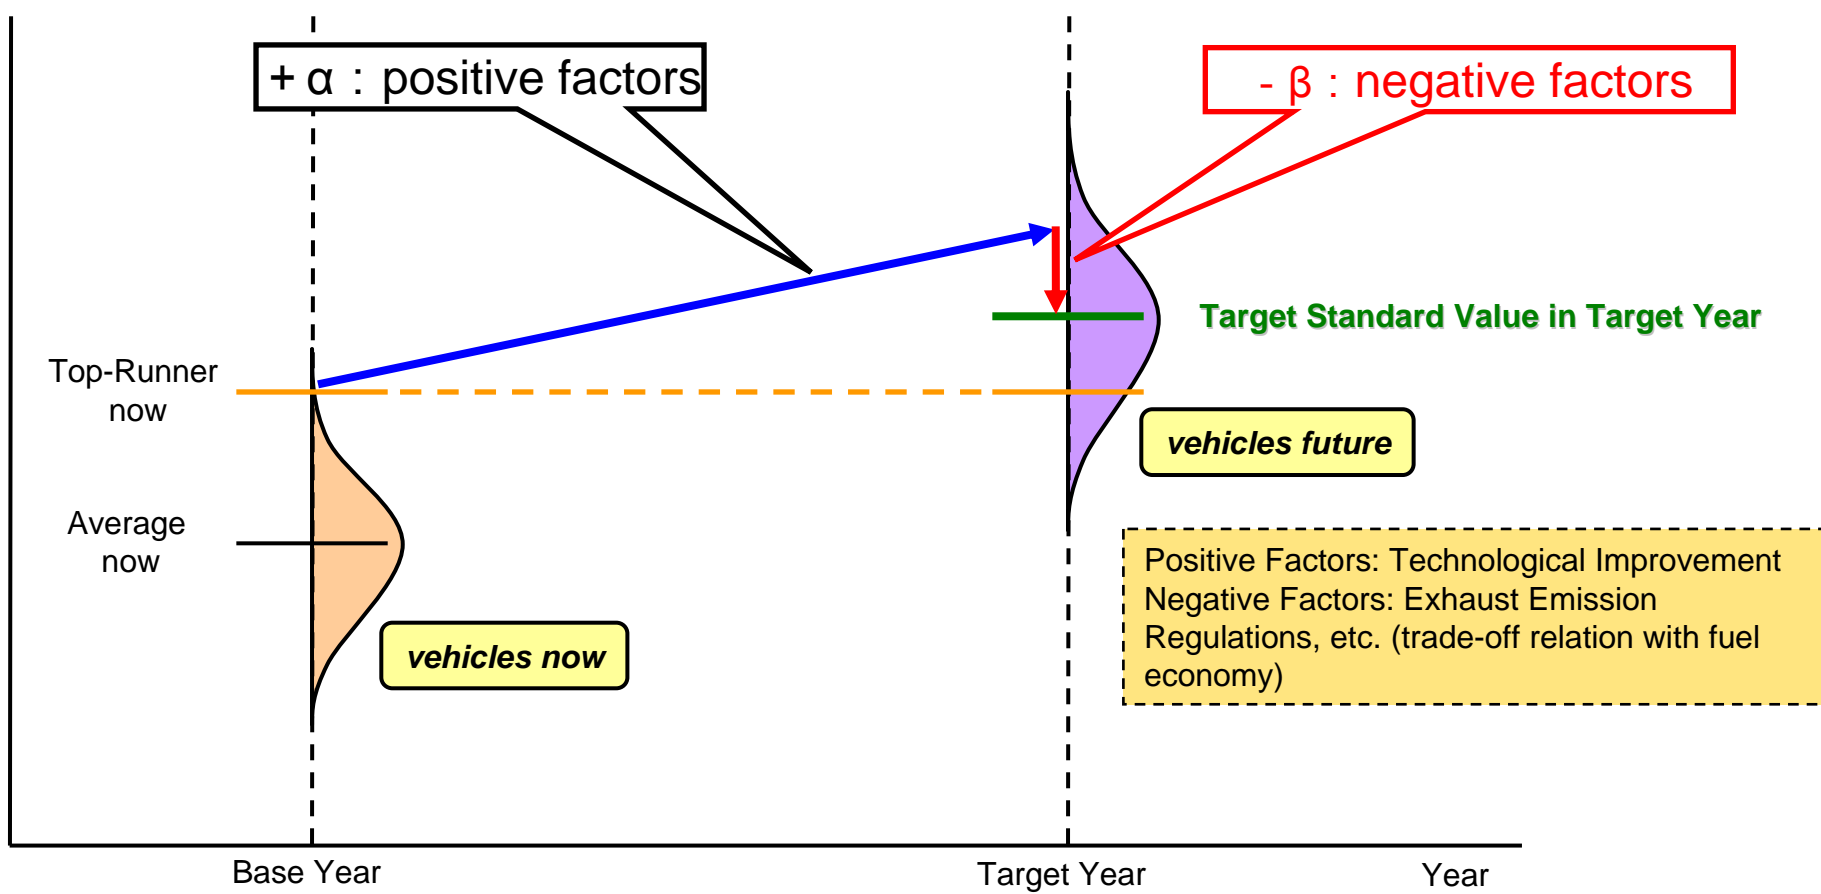 + α : positive factors
- β : negative factors
Target Standard Value in Target Year
Top-Runner
now
vehicles future
Average
now
vehicles now
Positive Factors: Technological Improvement
Negative Factors: Exhaust Emission
Regulations, etc. (trade-off relation with fuel
economy)
Base Year
Target Year
Year